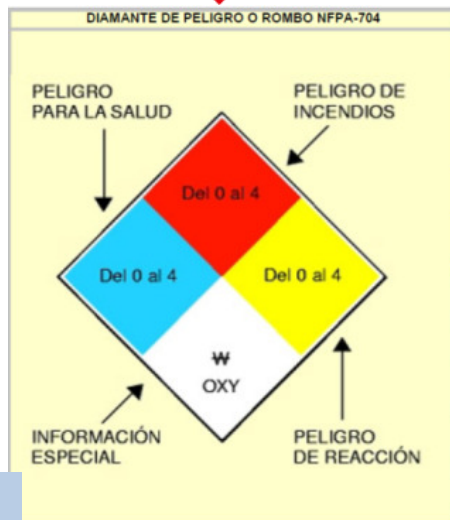 DIAMANTE DE PELIGRO O ROMBO NFPA-704
PELIGRO
PARA LA SALUD
PELIGRO DE
INCENDIOS
Del 0 al 4
Del 0 al 4
Del 0 al 4
W
OXY
INFORMACIÓN
ESPECIAL
PELIGRO
DE REACCIÓN